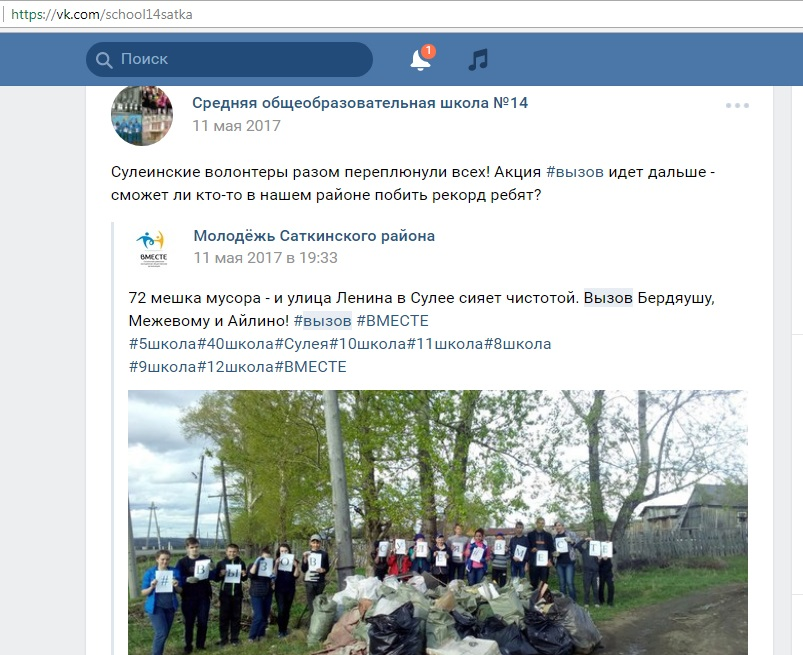 https://vk.com/school14satka
Поиск
1
Средняя общеобразовательная школа №14
11 мая 2017
Сулеинские волонтеры разом переплюнули всех! Акция #вызов идет дальше -
сможет ли кто-то в нашем районе побить рекорд ребят?
ВМЕСТЕ
Молодёжь Саткинского района
11 мая 2017 в 19:33
72 мешка мусора - и улица Ленина в Сулее сияет чистотой. Вызов Бердяушу,
Межевому и Айлино! #вызов #ВМЕСТЕ
#5школа#40школа#Сулея#10школа#11школа#8школа
#9школа#12школа#ВМЕСТЕ
# В Ы З О В С У Л Е Я В М Е С Т Е